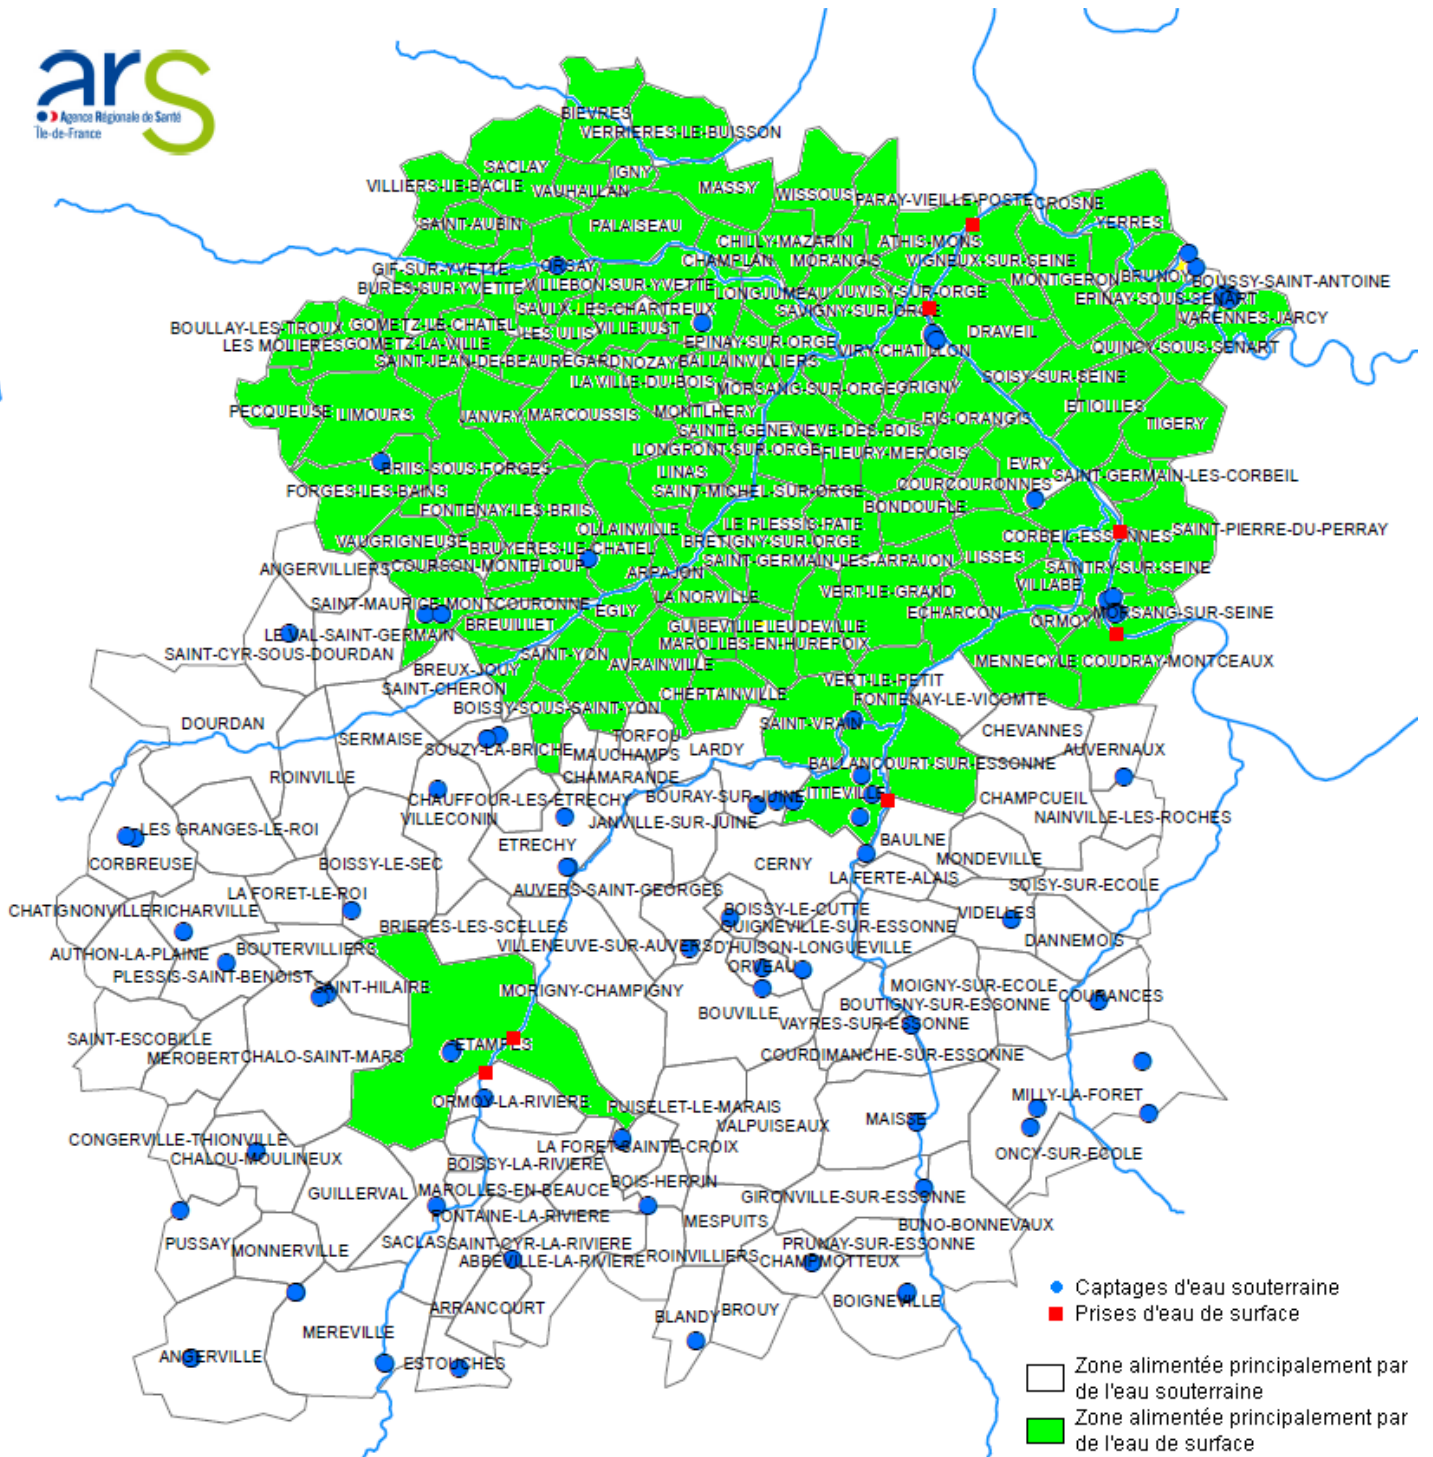 ars
Agence Régionale de Santé
Île-de-France
BIEVRES
VERRIERES-LE-BUISSON
SACLAY
IGNY
VILLIERS-LE-BACLE
VAUHALLAN
MASSY
WISSOUS
PARAY-VIEILLE-POSTE
CROSNE
SAINT-AUBIN
PALAISEAU
YERRES
CHILLY-MAZARIN
ATHIS-MONS
CHAMPLAN
MORANGIS
VIGNEUX-SUR-SEINE
GIF-SUR-YVETTE
ORSAY
MONTGERON
BRUNOY
BOUSSY-SAINT-ANTOINE
BURES-SUR-YVETTE
VILLEBON-SUR-YVETTE
LONGJUMEAU
JUVISY-SUR-ORGE
EPINAY-SOUS-SENART
SAULX-LES-CHARTREUX
SAVIGNY-SUR-ORGE
VARENNES-JARCY
BOULLAY-LES-TROUX
GOMETZ-LE-CHATEL
LES ULIS
VILLEJUST
DRAVEIL
LES MOLIERES
GOMETZ-LA-VILLE
EPINAY-SUR-ORGE
VIRY-CHATILLON
QUINCY-SOUS-SENART
SAINT-JEAN-DE-BEAUREGARD
NOZAY
BALLAINVILLIERS
LA VILLE-DU-BOIS
MORSANG-SUR-ORGE
GRIGNY
SOISY-SUR-SEINE
PECQUEUSE
LIMOURS
JANVRY
MARCOUSSIS
MONTLHERY
RIS-ORANGIS
ETIOLLES
TIGERY
SAINTE-GENEVIEVE-DES-BOIS
LONGPONT-SUR-ORGE
FLEURY-MEROGIS
BRIIS-SOUS-FORGES
LINAS
EVRY
SAINT-GERMAIN-LES-CORBEIL
FORGES-LES-BAINS
SAINT-MICHEL-SUR-ORGE
COURCOURONNES
FONTENAY-LES-BRIIS
BONDOUFLE
OLLAINVILLE
LE PLESSIS-PATE
CORBEIL-ESSONNES
SAINT-PIERRE-DU-PERRAY
VAUGRIGNEUSE
BRUYERES-LE-CHATEL
BRETIGNY-SUR-ORGE
ANGERVILLIERS
COURSON-MONTELOUP
ARPAJON
SAINT-GERMAIN-LES-ARPAJON
LISSES
SAINTRY-SUR-SEINE
VILLABE
SAINT-MAURICE-MONTCOURONNE
EGLY
LA NORVILLE
VERT-LE-GRAND
ECHARCON
ORMOY
MORSANG-SUR-SEINE
LE VAL-SAINT-GERMAIN
BREUILLET
GUIBEVILLE
LEUDEVILLE
SAINT-CYR-SOUS-DOURDAN
SAINT-YON
AVRAINVILLE
MAROLLES-EN-HUREPOIX
MENNECY
LE COUDRAY-MONTCEAUX
BREUX-JOUY
SAINT-CHERON
CHEPTAINVILLE
VERT-LE-PETIT
FONTENAY-LE-VICOMTE
BOISSY-SOUS-SAINT-YON
DOURDAN
SERMAISE
TORFOU
SAINT-VRAIN
CHEVANNES
SOUZY-LA-BRICHE
MAUCHAMPS
LARDY
AUVERNAUX
ROINVILLE
CHAMARANDE
BALLANCOURT-SUR-ESSONNE
CHAUFFOUR-LES-ETRECHY
BOURAY-SUR-JUINE
ITTEVILLE
CHAMPCUEIL
VILLECONIN
JANVILLE-SUR-JUINE
NAINVILLE-LES-ROCHES
LES GRANGES-LE-ROI
ETRECHY
BAULNE
CORBREUSE
BOISSY-LE-SEC
CERNY
MONDEVILLE
LA FERTE-ALAIS
SOISY-SUR-ECOLE
LA FORET-LE-ROI
AUVERS-SAINT-GEORGES
CHATIGNONVILLE
RICHARVILLE
BOISSY-LE-CUTTE
VIDELLES
BRIERES-LES-SCELLES
GUIGNEVILLE-SUR-ESSONNE
AUTHON-LA-PLAINE
BOUTERVILLIERS
VILLENEUVE-SUR-AUVERS
D'HUISON-LONGUEVILLE
DANNEMOIS
PLESSIS-SAINT-BENOIST
SAINT-HILAIRE
MORIGNY-CHAMPIGNY
ORVEAU
MOIGNY-SUR-ECOLE
COURANCES
BOUVILLE
BOUTIGNY-SUR-ESSONNE
VAYRES-SUR-ESSONNE
SAINT-ESCOBILLE
MEROBERT
CHALO-SAINT-MARS
ETAMPES
COURDIMANCHE-SUR-ESSONNE
ORMOY-LA-RIVIERE
PUISELET-LE-MARAIS
MILLY-LA-FORET
VALPUISEAUX
MAISSE
CONGERVILLE-THIONVILLE
LA FORET-SAINTE-CROIX
ONCY-SUR-ECOLE
CHALOU-MOULINEUX
BOISSY-LA-RIVIERE
GUILLERVAL
MAROLLES-EN-BEAUCE
BOIS-HERPIN
GIRONVILLE-SUR-ESSONNE
FONTAINE-LA-RIVIERE
MESPUITS
BUNO-BONNEVAUX
PUSSAY
MONNERVILLE
SACLAS
SAINT-CYR-LA-RIVIERE
ROINVILLIERS
PRUNAY-SUR-ESSONNE
ABBEVILLE-LA-RIVIERE
CHAMPMOTTEUX
ARRANCOURT
BLANDY
BROUY
BOIGNEVILLE
MEREVILLE
ANGERVILLE
ESTOUCHES
Captages d'eau souterraine
Prises d'eau de surface
Zone alimentée principalement par
de l'eau souterraine
Zone alimentée principalement par
de l'eau de surface